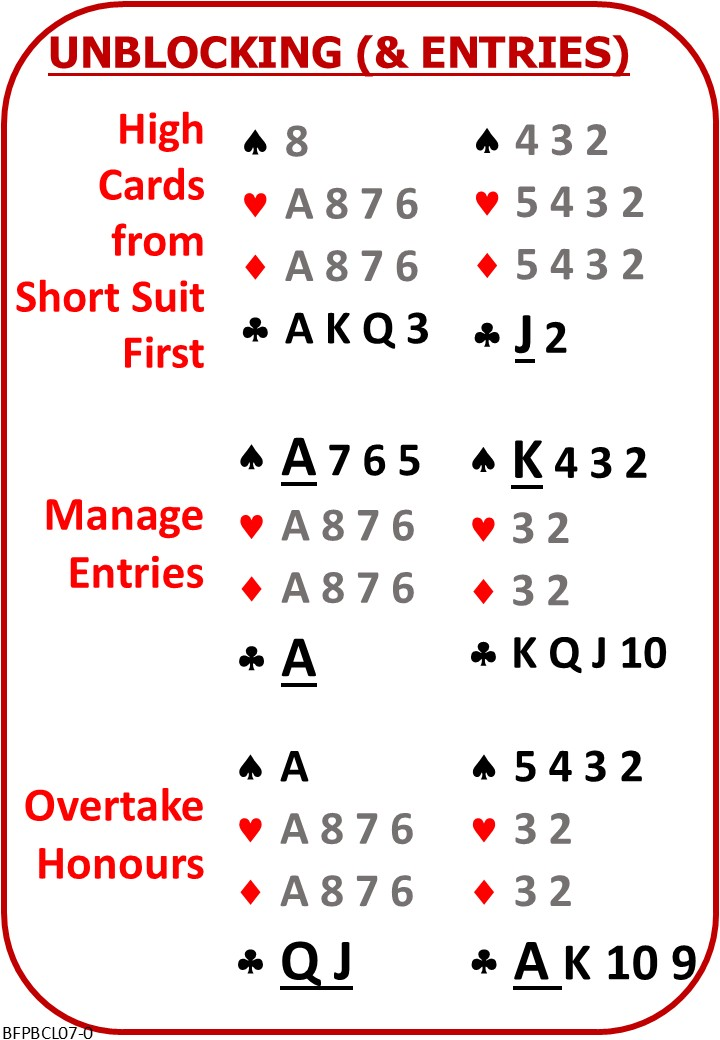 UNBLOCKING (& ENTRIES)
High
Cards
from
Short Suit
First
♠ 8 ♠ 4 3 2
♥ A 8 7 6 ♥ 5 4 3 2
♦ A 8 7 6 ♦ 5 4 3 2
♣ A K Q 3 ♣ J 2
Manage
Entries
♠ A 7 6 5 ♠ K 4 3 2
♥ A 8 7 6 ♥ 3 2
♦ A 8 7 6 ♦ 3 2
♣ A ♣ K Q J 10
Overtake
Honours
♠ A ♠ 5 4 3 2
♥ A 8 7 6 ♥ 3 2
♦ A 8 7 6 ♦ 3 2
♣ Q J ♣ A K 10 9
BFPBCL07-0